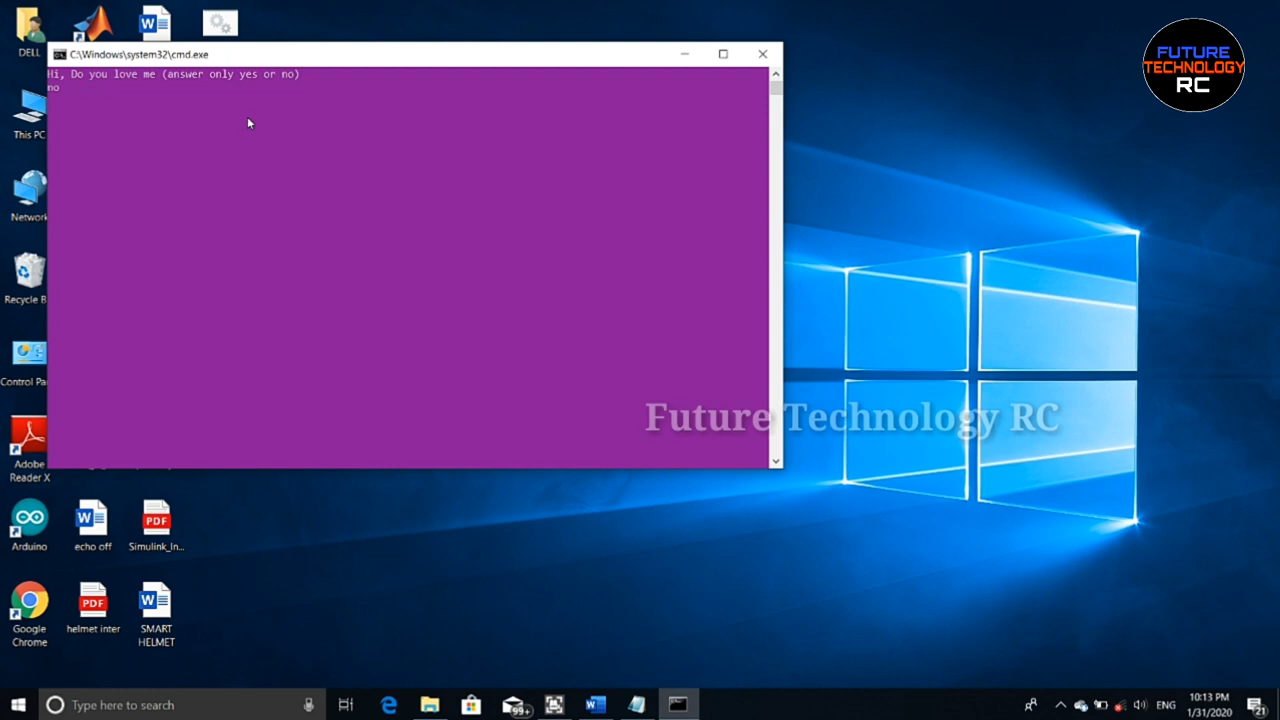 DELL
C:\Windows\system32\cmd.exe
Hi, Do you love me (answer only yes or no)
no
FUTURE
TECHNOLOGY
RC
This PC
Network
Recycle B
Control Pa
Future Technology RC
Adobe
Reader X
PDF
Arduino
echo off
Simulink_In...
PDF
Google
Chrome
helmet inter
SMART
HELMET
Type here to search
99+
ENG
10:13 PM
1/31/2020
21